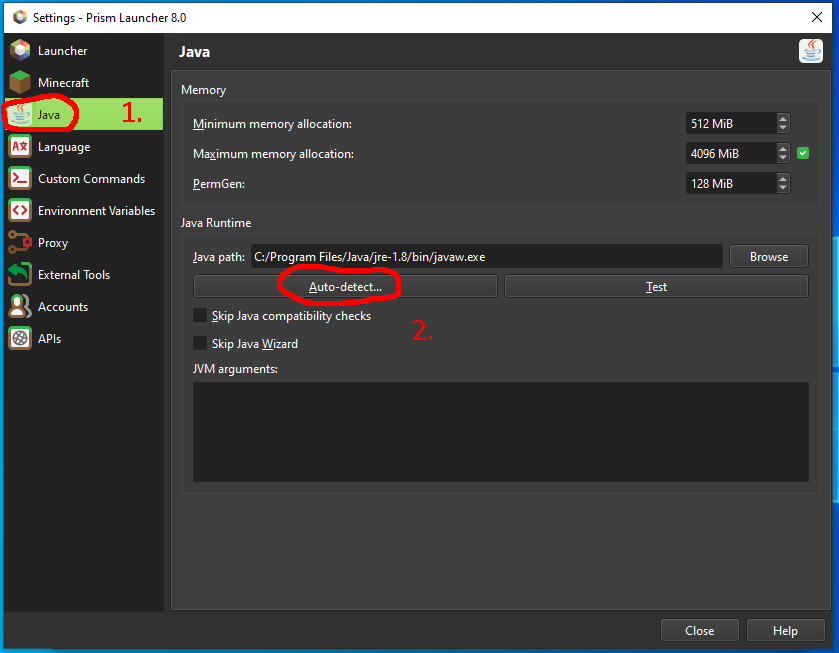 Settings - Prism Launcher 8.0
Launcher
Minecraft
Java 1.
Language
Custom Commands
Environment Variables
Proxy
External Tools
Accounts
APIs
Java
Memory
Minimum memory allocation: 512 MiB
Maximum memory allocation: 4096 MiB
PermGen: 128 MiB
Java Runtime
Java path: C:/Program Files/Java/jre-1.8/bin/javaw.exe Browse
Auto-detect... Test
Skip Java compatibility checks
2.
Skip Java Wizard
JVM arguments:
Close Help